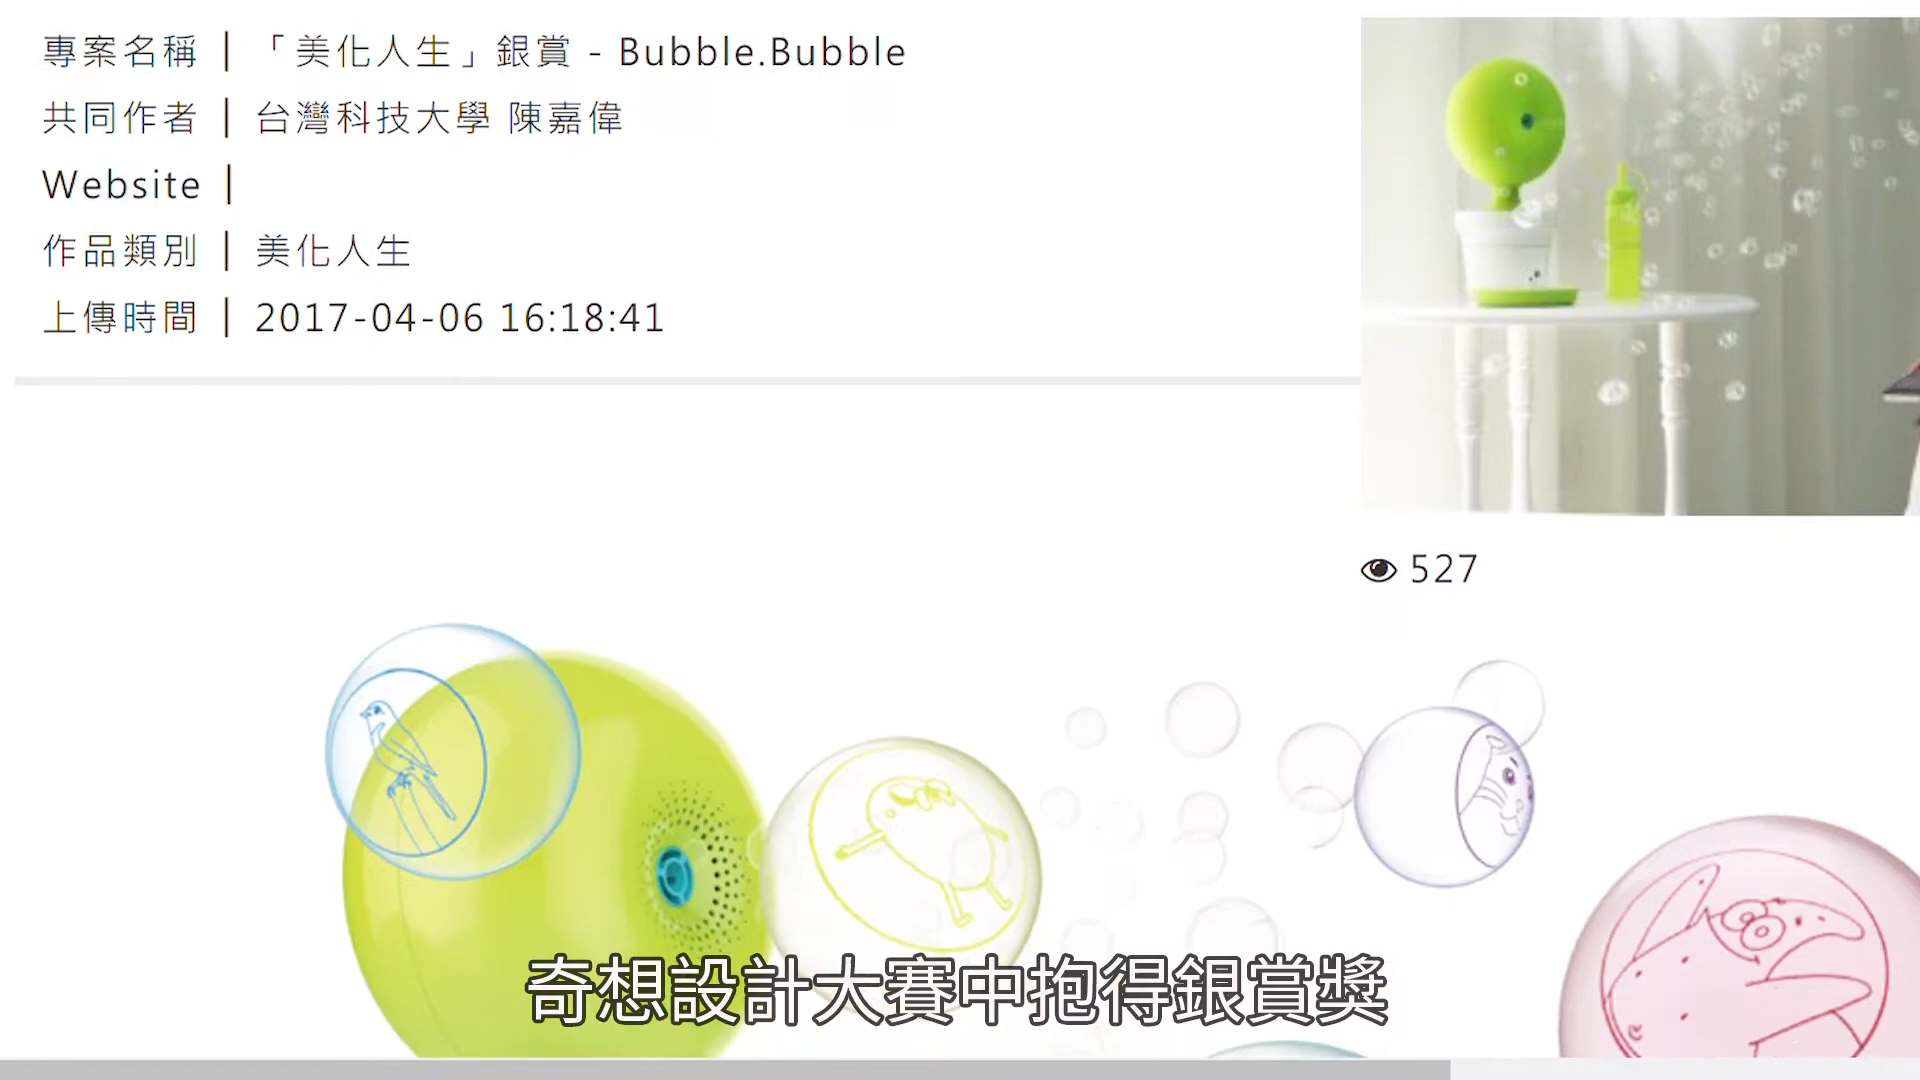 專案名稱 | 「美化人生」銀賞 - Bubble.Bubble
共同作者 | 台灣科技大學 陳嘉偉
Website |
作品類別 | 美化人生
上傳時間 | 2017-04-06 16:18:41
527
奇想設計大賽中抱得銀賞獎